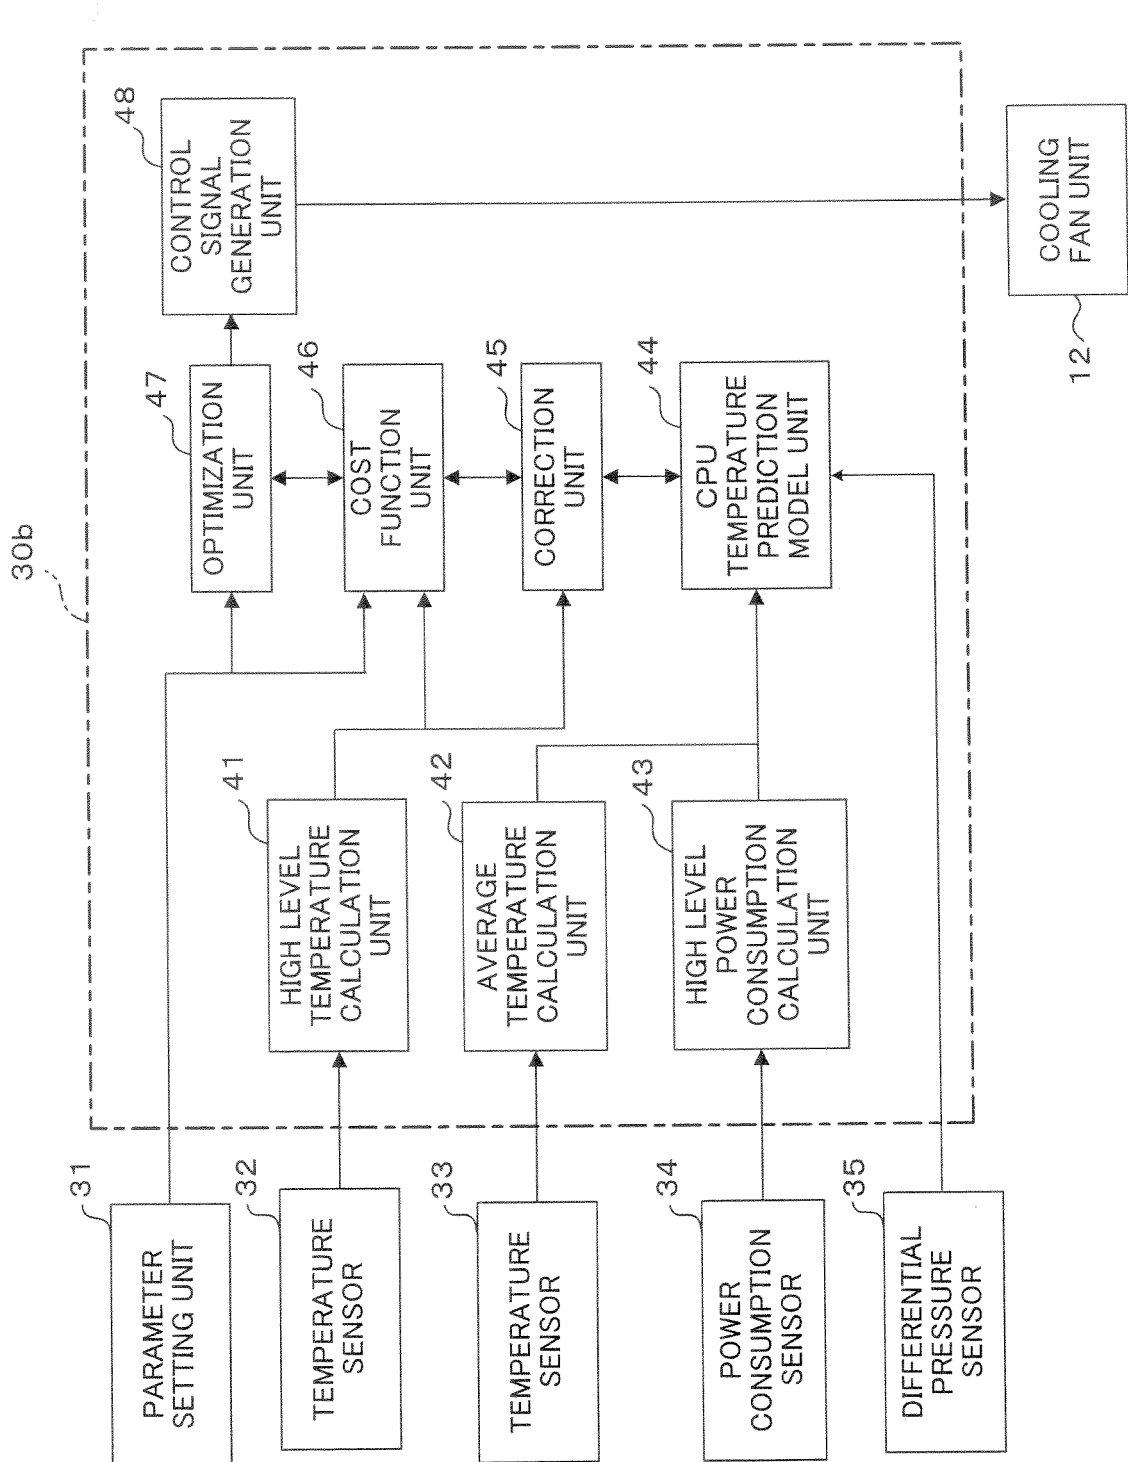 30b
31
PARAMETER
SETTING UNIT
32
TEMPERATURE
SENSOR
33
TEMPERATURE
SENSOR
34
POWER
CONSUMPTION
SENSOR
35
DIFFERENTIAL
PRESSURE
SENSOR
41
HIGH LEVEL
TEMPERATURE
CALCULATION
UNIT
42
AVERAGE
TEMPERATURE
CALCULATION
UNIT
43
HIGH LEVEL
POWER
CONSUMPTION
CALCULATION
UNIT
47
OPTIMIZATION
UNIT
46
COST
FUNCTION
UNIT
45
CORRECTION
UNIT
44
CPU
TEMPERATURE
PREDICTION
MODEL UNIT
48
CONTROL
SIGNAL
GENERATION
UNIT
COOLING
FAN UNIT
12